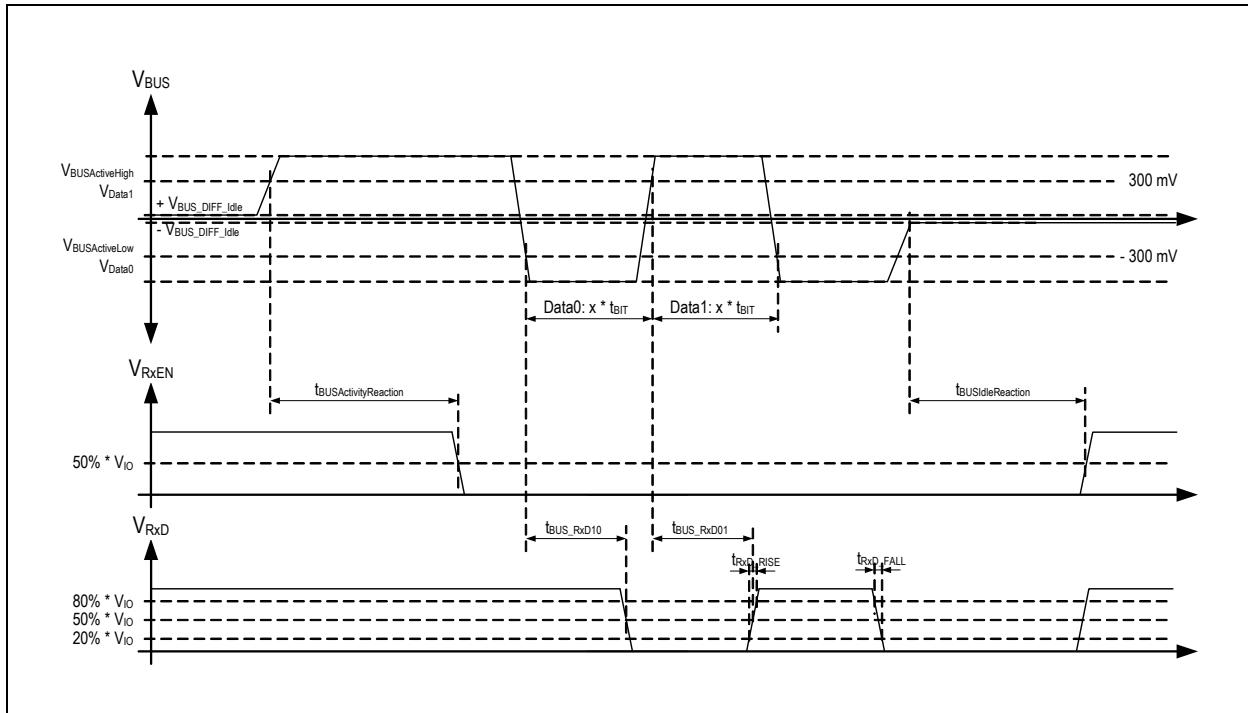 VBUS
VBUSActiveHigh
VData1
300 mV
+ VBUS_DIFF_Idle
- VBUS_DIFF_Idle
VBUSActiveLow
VData0
- 300 mV
Data0: x * tBIT
Data1: x * tBIT
VRxEN
tBUSActivityReaction
tBUSIdleReaction
50% * VIO
VRxD
tBUS_RxD10
tBUS_RxD01
tRxD_RISE
tRxD_FALL
80% * VIO
50% * VIO
20% * VIO